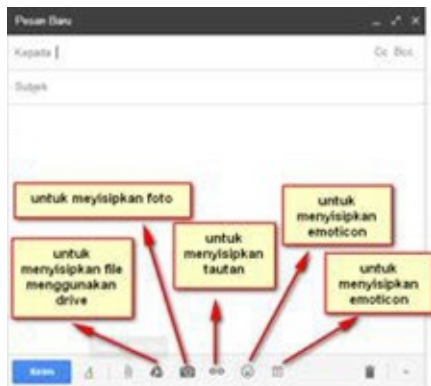 Pesan Baru
Kepada
Cc Bcc
Subjek
untuk meyisipkan foto
untuk
menyisipkan
emoticon
untuk
menyisipkan
tautan
untuk
menyisipkan file
menggunakan
drive
untuk
menyisipkan
emoticon
Kirim